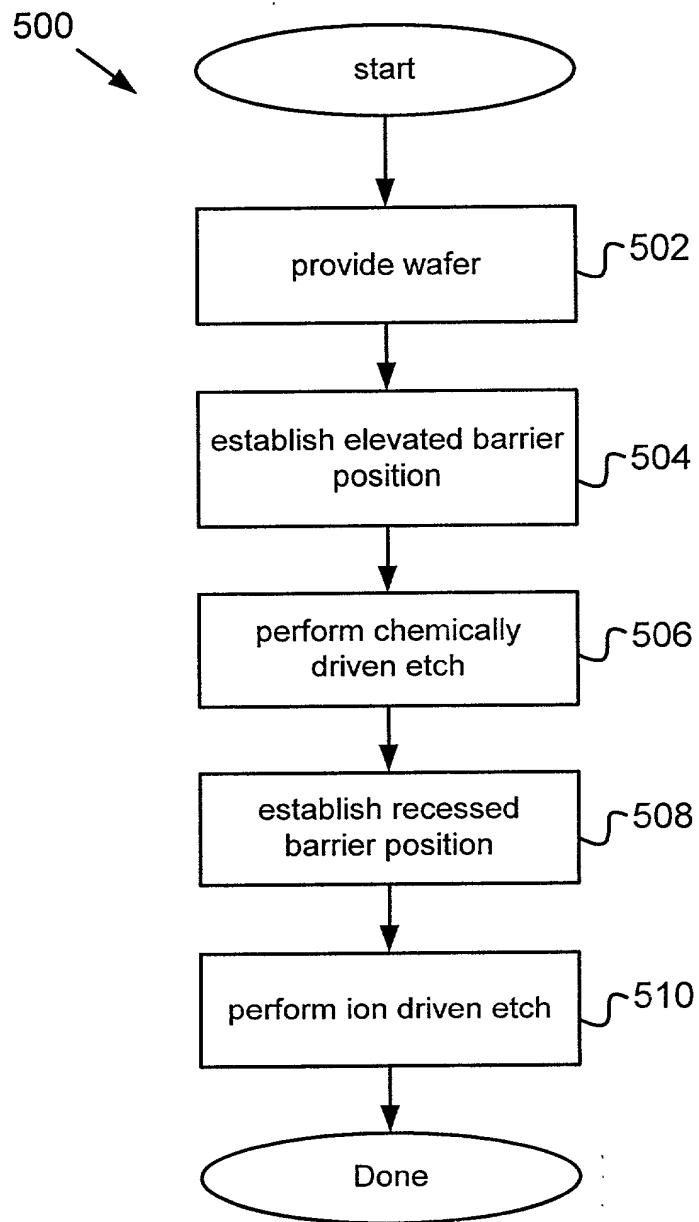 500
start
provide wafer
502
establish elevated barrier
position
504
perform chemically
driven etch
506
establish recessed
barrier position
508
perform ion driven etch
510
Done